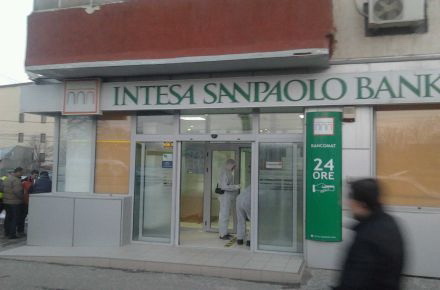 INTESA SANPAOLO BANK
BANCOMAT
24
ORE